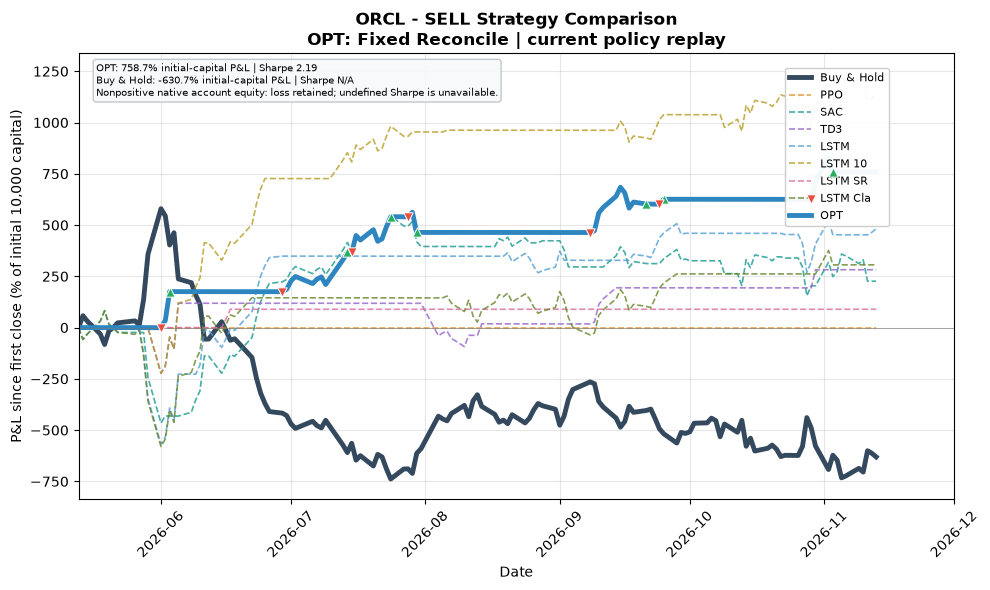 ORCL - SELL Strategy Comparison
OPT: Fixed Reconcile | current policy replay
OPT: 758.7% initial-capital P&L | Sharpe 2.19
Buy & Hold: -630.7% initial-capital P&L | Sharpe N/A
Nonpositive native account equity: loss retained; undefined Sharpe is unavailable.
Buy & Hold
PPO
SAC
TD3
LSTM
LSTM 10
LSTM SR
LSTM Cla
OPT
P&L since first close (% of initial 10,000 capital)
1250
1000
750
500
250
0
−250
−500
−750
2026-06
2026-07
2026-08
2026-09
2026-10
2026-11
2026-12
Date